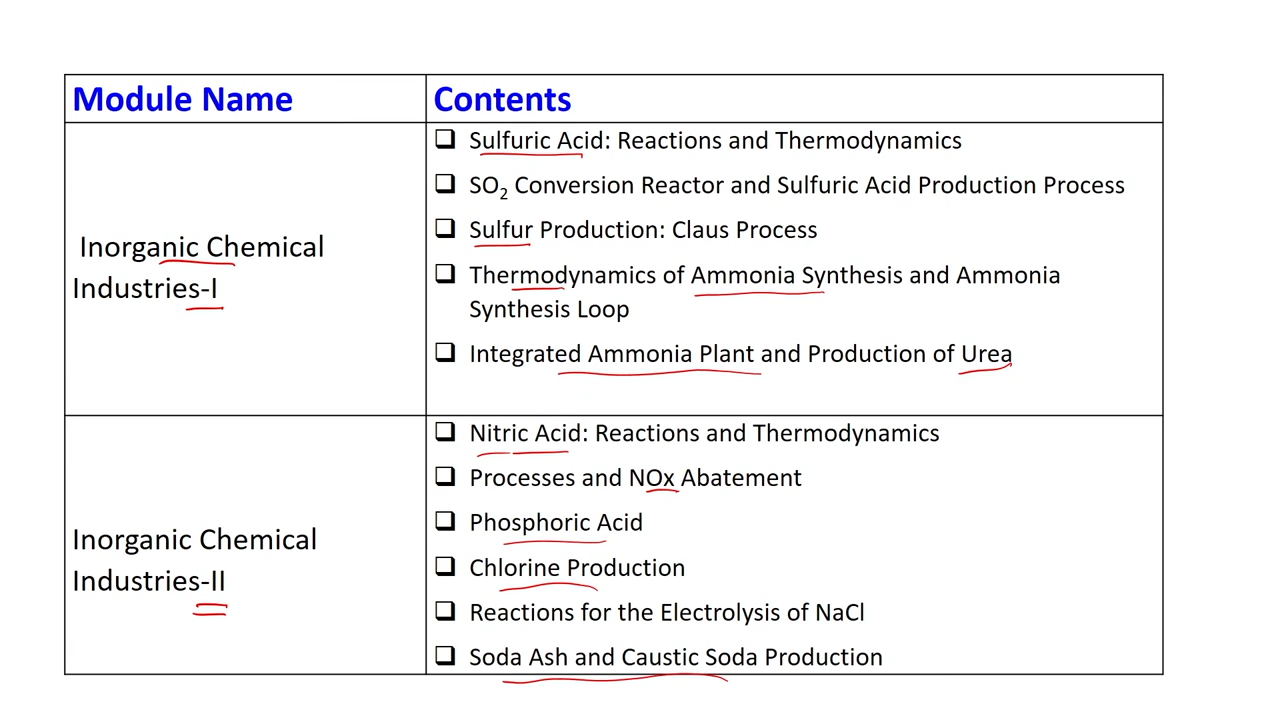 Module Name
Contents
Inorganic Chemical
Industries-I
❑ Sulfuric Acid: Reactions and Thermodynamics
❑ SO₂ Conversion Reactor and Sulfuric Acid Production Process
❑ Sulfur Production: Claus Process
❑ Thermodynamics of Ammonia Synthesis and Ammonia
Synthesis Loop
❑ Integrated Ammonia Plant and Production of Urea
Inorganic Chemical
Industries-II
❑ Nitric Acid: Reactions and Thermodynamics
❑ Processes and NOx Abatement
❑ Phosphoric Acid
❑ Chlorine Production
❑ Reactions for the Electrolysis of NaCl
❑ Soda Ash and Caustic Soda Production